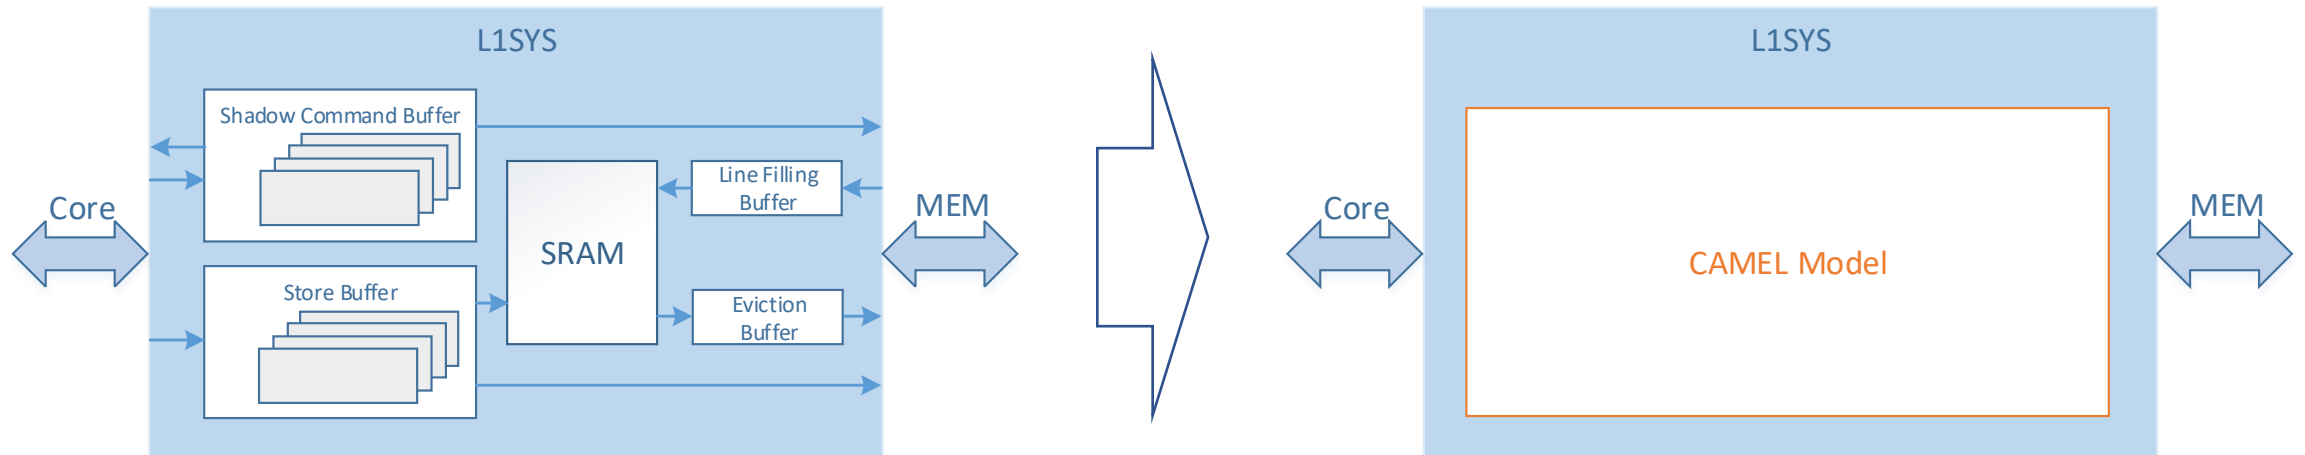 L1SYS
Shadow Command Buffer
Line Filling
Buffer
SRAM
Store Buffer
Eviction
Buffer
Core
MEM
L1SYS
Core
CAMEL Model
MEM